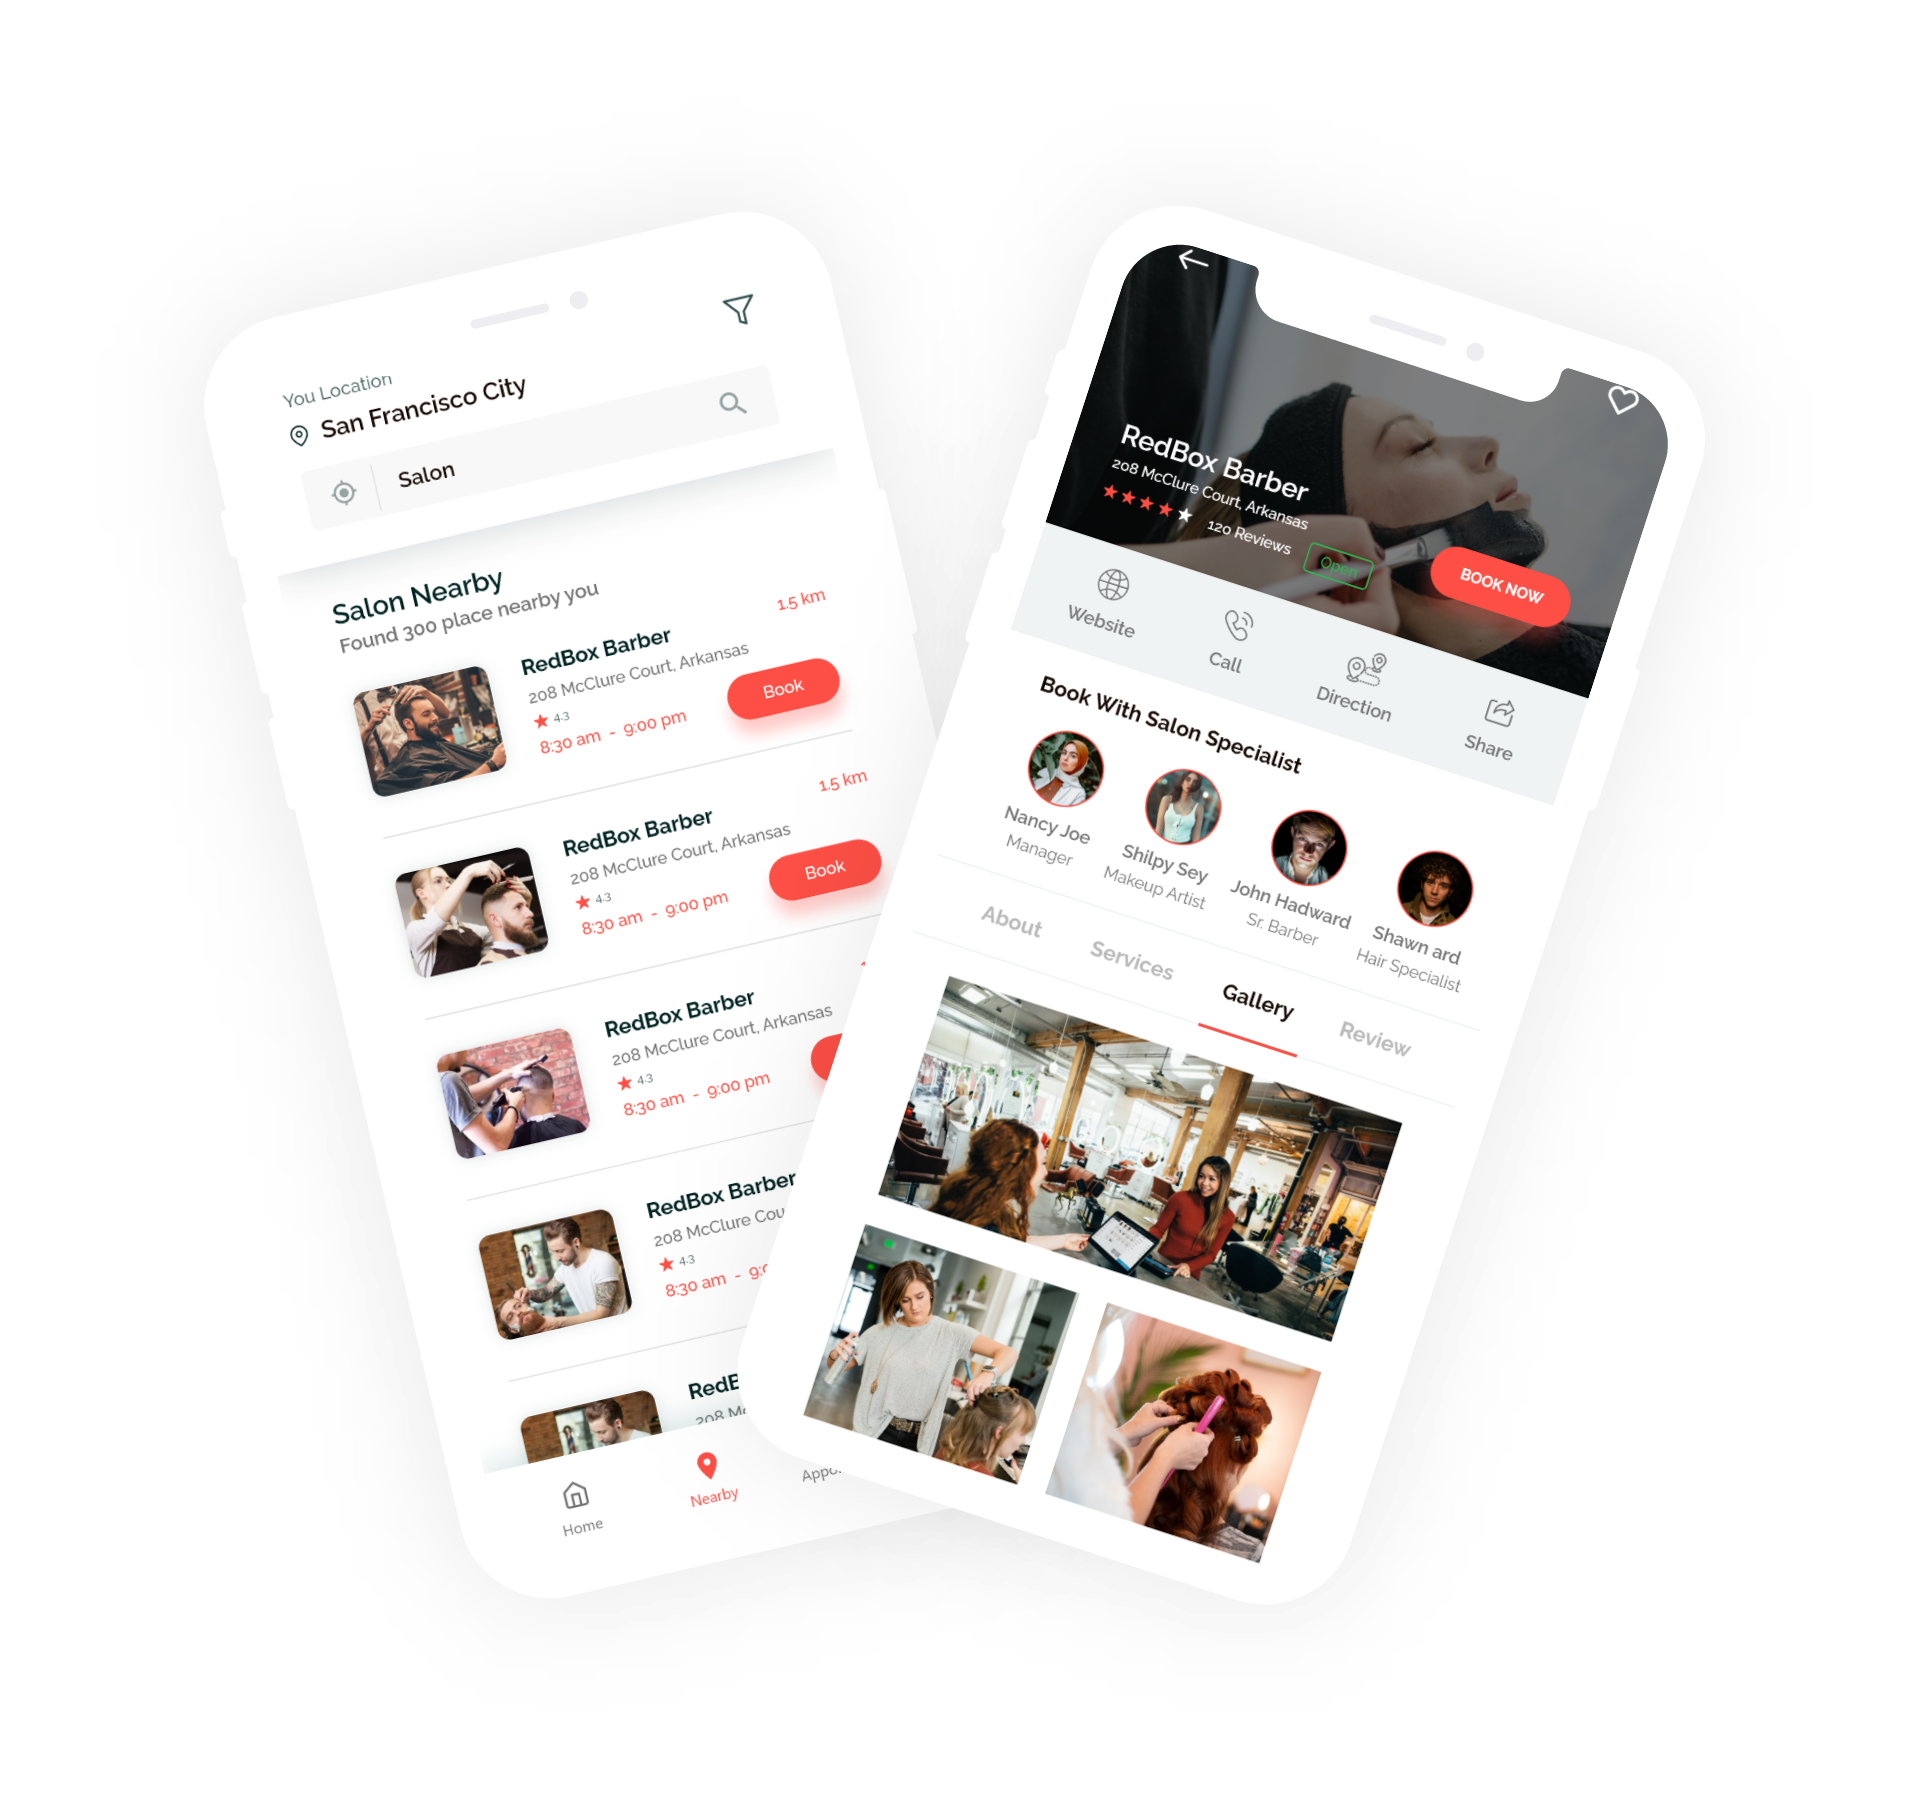 You Location
San Francisco City
Salon
Salon Nearby
Found 300 place nearby you
RedBox Barber
1.5 km
208 McClure Court, Arkansas
4.3
Book
8:30 am - 9:00 pm
RedBox Barber
1.5 km
208 McClure Court, Arkansas
4.3
Book
8:30 am - 9:00 pm
RedBox Barber
208 McClure Court, Arkansas
4.3
8:30 am - 9:00 pm
RedBox Barber
208 McClure Cou
4.3
8:30 am - 9:0
RedB
208 M
Home
Nearby
Appo
RedBox Barber
208 McClure Court, Arkansas
120 Reviews
Open
BOOK NOW
Website
Call
Direction
Share
Book With Salon Specialist
Nancy Joe
Manager
Shilpy Sey
Makeup Artist
John Hadward
Sr. Barber
Shawn ard
Hair Specialist
About
Services
Gallery
Review